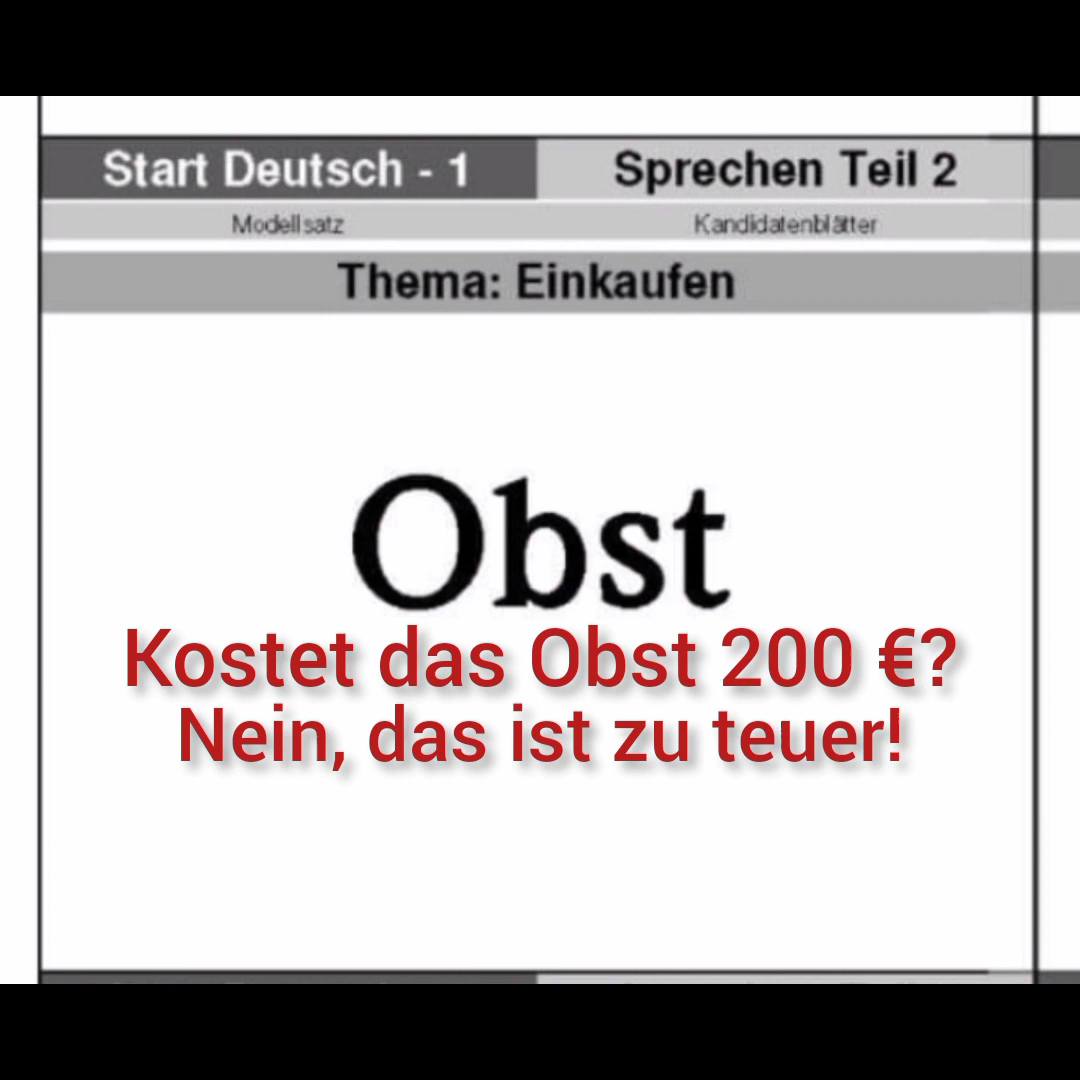 Start Deutsch - 1 Sprechen Teil 2
Modellsatz Kandidatenblätter
Thema: Einkaufen
Obst
Kostet das Obst 200 €?
Nein, das ist zu teuer!